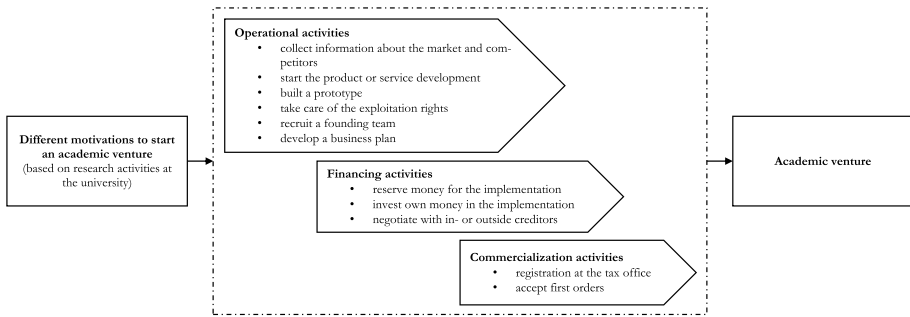 Different motivations to start
an academic venture
(based on research activities at
the university)
Operational activities
• collect information about the market and com-
petitors
• start the product or service development
• built a prototype
• take care of the exploitation rights
• recruit a founding team
• develop a business plan
Financing activities
• reserve money for the implementation
• invest own money in the implementation
• negotiate with in- or outside creditors
Commercialization activities
• registration at the tax office
• accept first orders
Academic venture